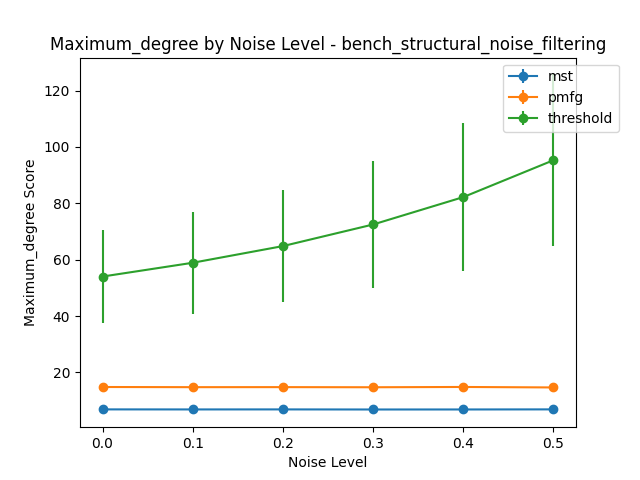 Maximum_degree by Noise Level - bench_structural_noise_filtering
mst
pmfg
threshold
Maximum_degree Score
120
100
80
60
40
20
0.0 0.1 0.2 0.3 0.4 0.5
Noise Level